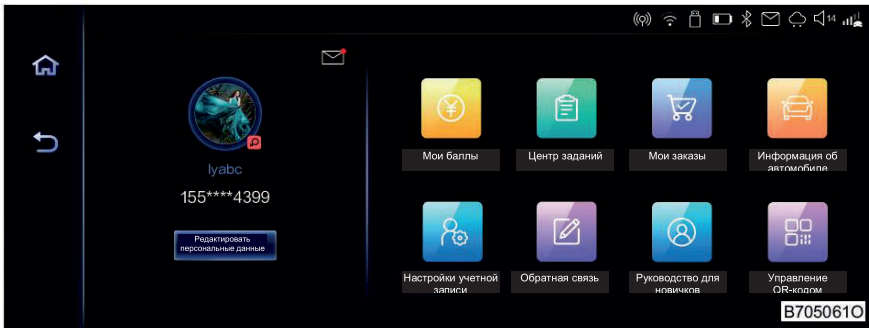 14
lyabc
155****4399
Редактировать
персональные данные
Мои баллы
Центр заданий
Мои заказы
Информация об
автомобиле
Настройки учетной
записи
Обратная связь
Руководство для
новичков
Управление
QR-кодом
B705061O